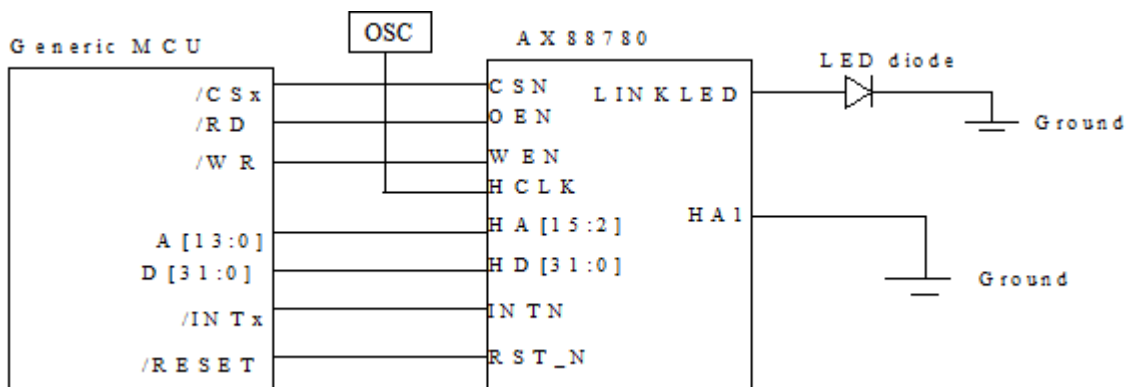 OSC
Generic MCU
AX88780
LED diode
/CSx
CSN
LINKLED
/RD
OEN
Ground
/WR
WEN
HCLK
HA1
A[13:0]
HA[15:2]
D[31:0]
HD[31:0]
Ground
/INTx
INTN
/RESET
RST_N